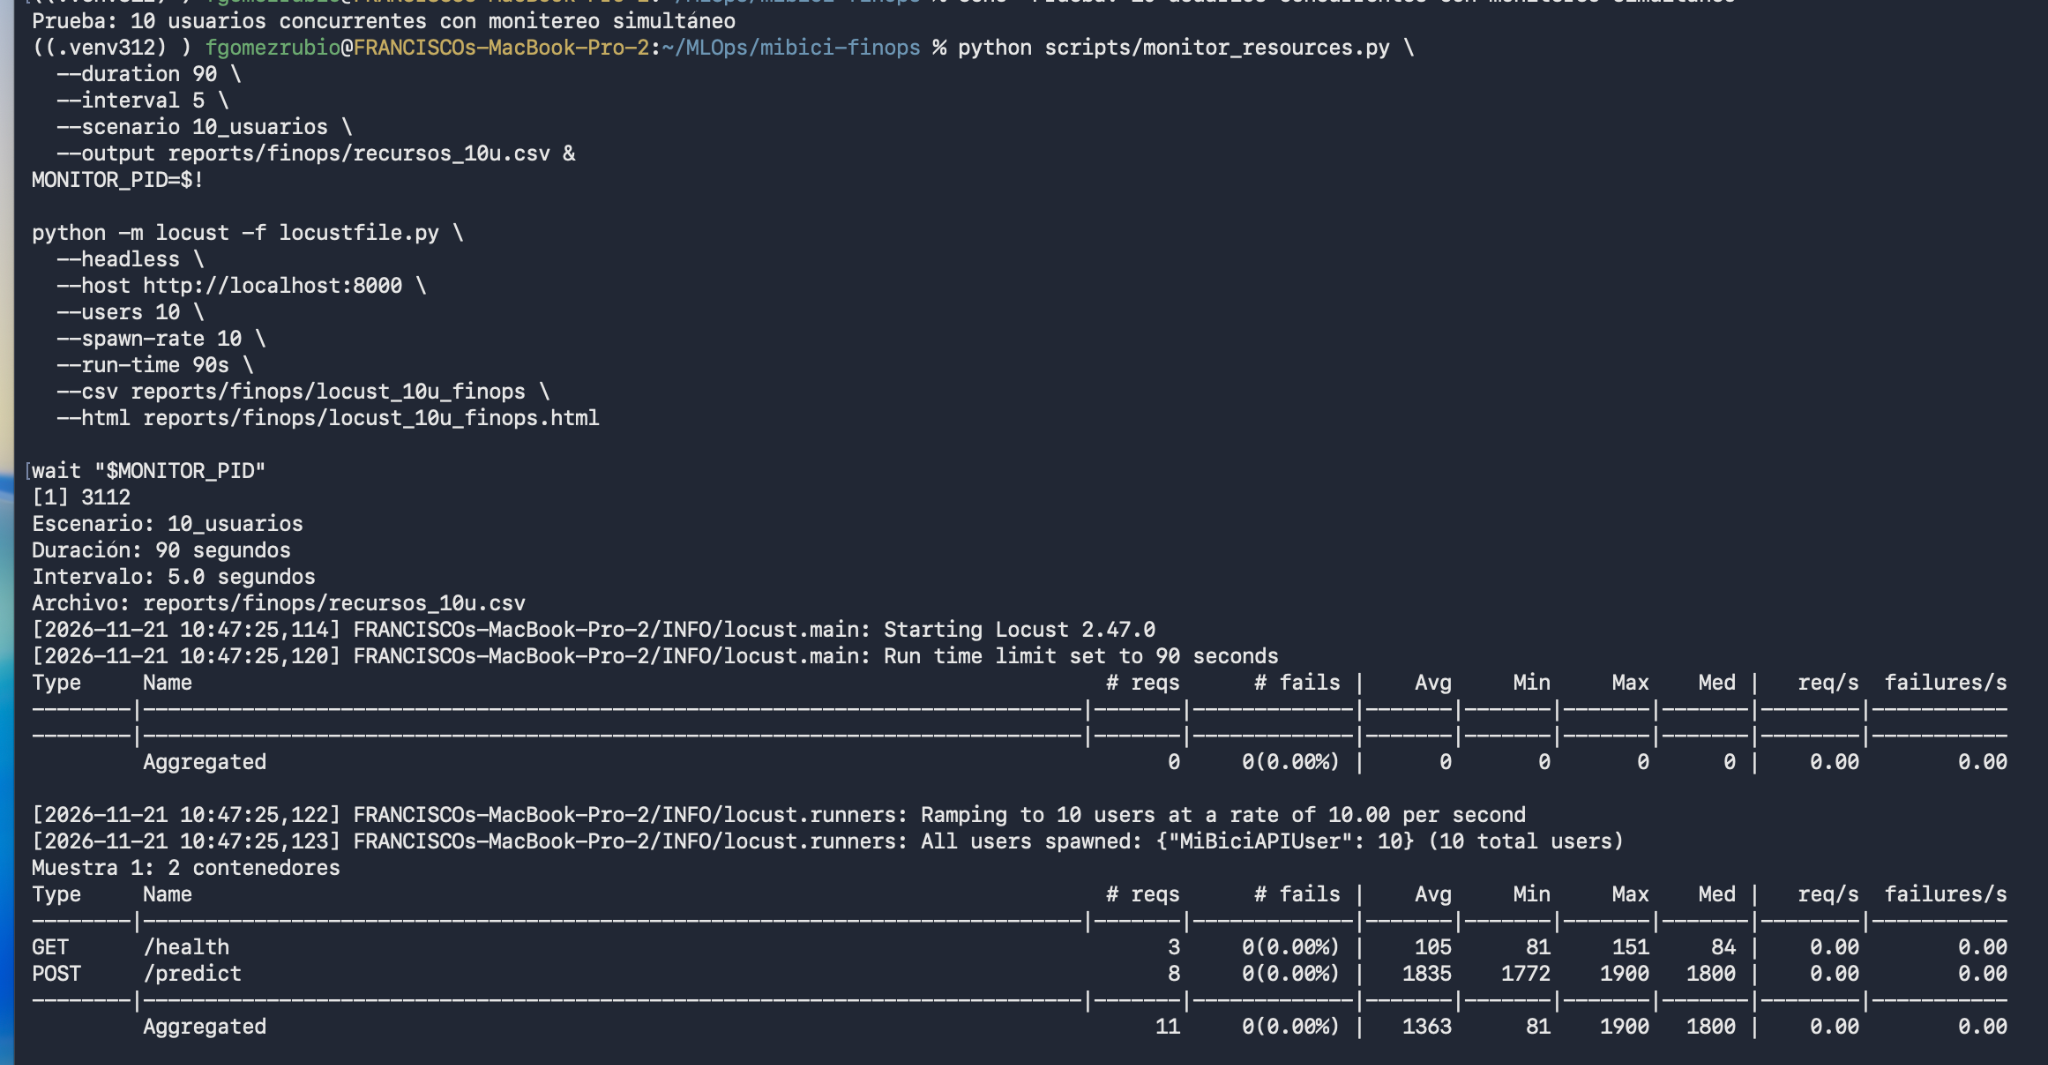 Prueba: 10 usuarios concurrentes con monitereo simultáneo
((.venv312) ) fgomezrubio@FRANCISCOs-MacBook-Pro-2:~/MLOps/mibici-finops % python scripts/monitor_resources.py \
--duration 90 \
--interval 5 \
--scenario 10_usuarios \
--output reports/finops/recursos_10u.csv &
MONITOR_PID=$!
python -m locust -f locustfile.py \
--headless \
--host http://localhost:8000 \
--users 10 \
--spawn-rate 10 \
--run-time 90s \
--csv reports/finops/locust_10u_finops \
--html reports/finops/locust_10u_finops.html
[wait "$MONITOR_PID"
[1] 3112
Escenario: 10_usuarios
Duración: 90 segundos
Intervalo: 5.0 segundos
Archivo: reports/finops/recursos_10u.csv
[2026-11-21 10:47:25,114] FRANCISCOs-MacBook-Pro-2/INFO/locust.main: Starting Locust 2.47.0
[2026-11-21 10:47:25,120] FRANCISCOs-MacBook-Pro-2/INFO/locust.main: Run time limit set to 90 seconds
Type Name # reqs # fails | Avg Min Max Med | req/s failures/s
--------|----------------------------------------------------------------------------|-------|-------------|-------|-------|-------|-------|--------|-----------
--------|----------------------------------------------------------------------------|-------|-------------|-------|-------|-------|-------|--------|-----------
Aggregated 0 0(0.00%) | 0 0 0 0 | 0.00 0.00
[2026-11-21 10:47:25,122] FRANCISCOs-MacBook-Pro-2/INFO/locust.runners: Ramping to 10 users at a rate of 10.00 per second
[2026-11-21 10:47:25,123] FRANCISCOs-MacBook-Pro-2/INFO/locust.runners: All users spawned: {"MiBiciAPIUser": 10} (10 total users)
Muestra 1: 2 contenedores
Type Name # reqs # fails | Avg Min Max Med | req/s failures/s
--------|----------------------------------------------------------------------------|-------|-------------|-------|-------|-------|-------|--------|-----------
GET /health 3 0(0.00%) | 105 81 151 84 | 0.00 0.00
POST /predict 8 0(0.00%) | 1835 1772 1900 1800 | 0.00 0.00
--------|----------------------------------------------------------------------------|-------|-------------|-------|-------|-------|-------|--------|-----------
Aggregated 11 0(0.00%) | 1363 81 1900 1800 | 0.00 0.00